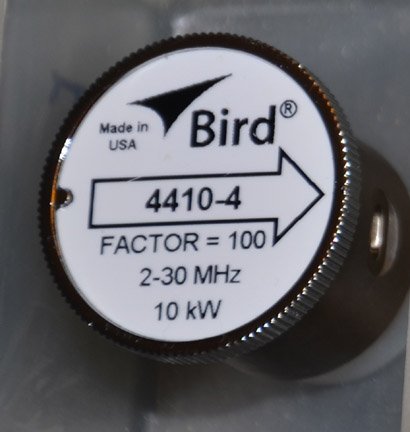 Made in
USA
Bird®
4410-4
FACTOR = 100
2-30 MHz
10 kW